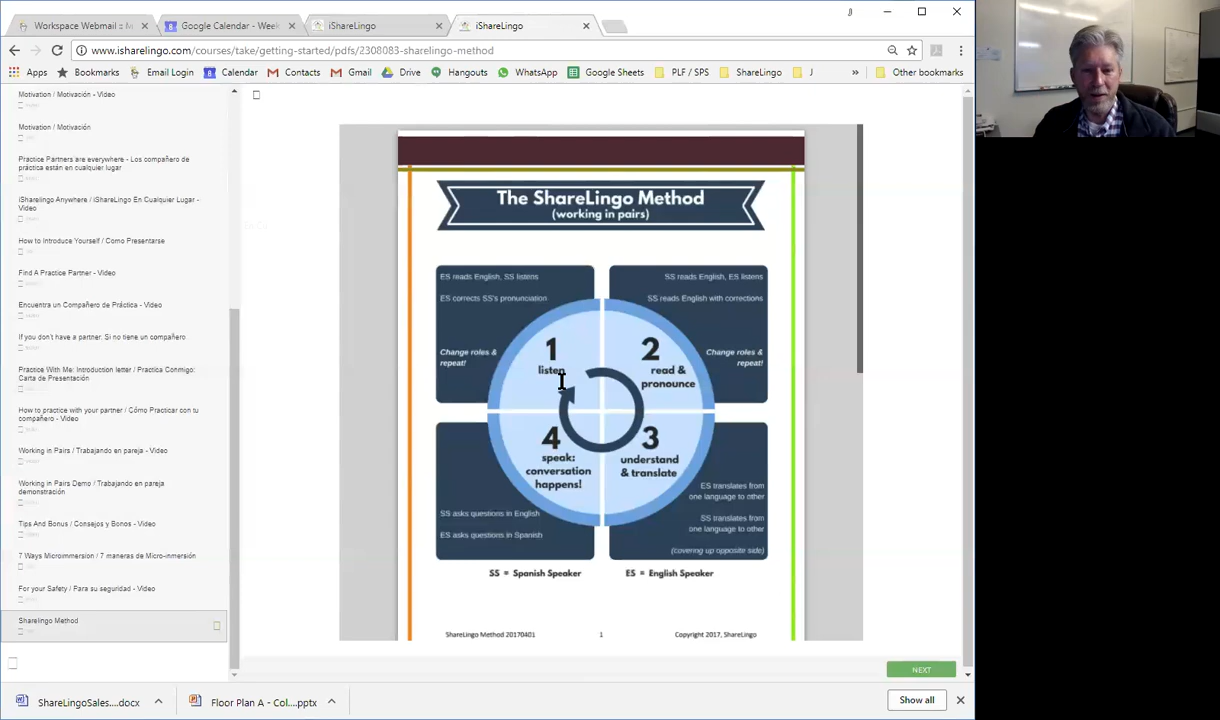 Workspace Webmail :: M
Google Calendar - Week
iShareLingo
iShareLingo
www.isharelingo.com/courses/take/getting-started/pdfs/2308083-sharelingo-method
Apps
Bookmarks
Email Login
Calendar
Contacts
Gmail
Drive
Hangouts
WhatsApp
Google Sheets
PLF / SPS
ShareLingo
J
»
Other bookmarks
Motivation / Motivación - Video
Motivation / Motivación
Practice Partners are everywhere - Los compañero de
práctica están en cualquier lugar
iSharelingo Anywhere / iShareLingo En Cualquier Lugar -
Video
How to Introduce Yourself / Como Presentarse
Find A Practice Partner - Video
Encuentra un Compañero de Práctica - Video
If you don't have a partner. Si no tiene un compañero
Practice With Me: Introduction letter / Practica Conmigo:
Carta de Presentación
How to practice with your partner / Cómo Practicar con tu
compañero - Video
Working in Pairs / Trabajando en pareja - Video
Working in Pairs Demo / Trabajando en pareja
demonstración
Tips And Bonus / Consejos y Bonos - Video
7 Ways Microimmersion / 7 maneras de Micro-inmersión
For your Safety / Para su seguridad - Video
Sharelingo Method
The ShareLingo Method
(working in pairs)
ES reads English, SS listens
ES corrects SS's pronunciation
Change roles &
repeat!
1
listen
SS reads English, ES listens
SS reads English with corrections
Change roles &
repeat!
2
read &
pronounce
3
understand
& translate
ES translates from
one language to other
SS translates from
one language to other
(covering up opposite side)
4
speak:
conversation
happens!
SS asks questions in English
ES asks questions in Spanish
SS = Spanish Speaker
ES = English Speaker
ShareLingo Method 20170401
1
Copyright 2017, ShareLingo
NEXT
ShareLingoSales....docx
Floor Plan A - Col....pptx
Show all